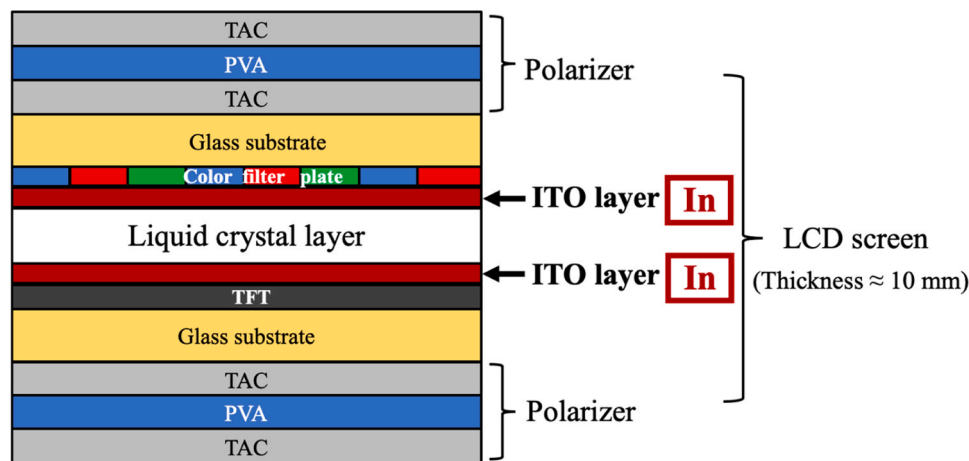 TAC
PVA
Polarizer
TAC
Glass substrate
Color filter plate
ITO layer In
Liquid crystal layer
LCD screen
ITO layer In
(Thickness ≈ 10 mm)
TFT
Glass substrate
TAC
PVA
Polarizer
TAC